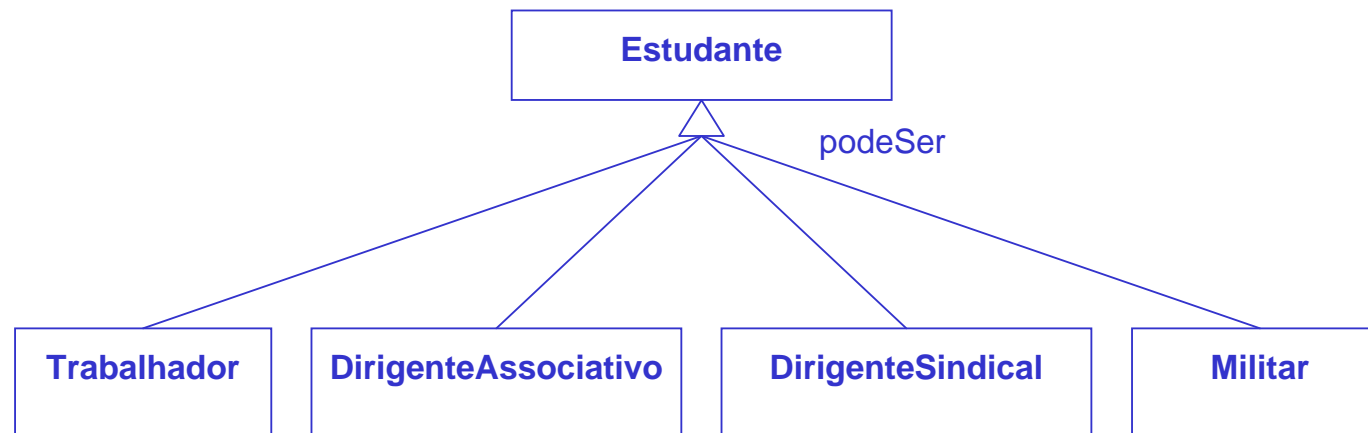 Estudante
podeSer
Trabalhador
DirigenteAssociativo
DirigenteSindical
Militar